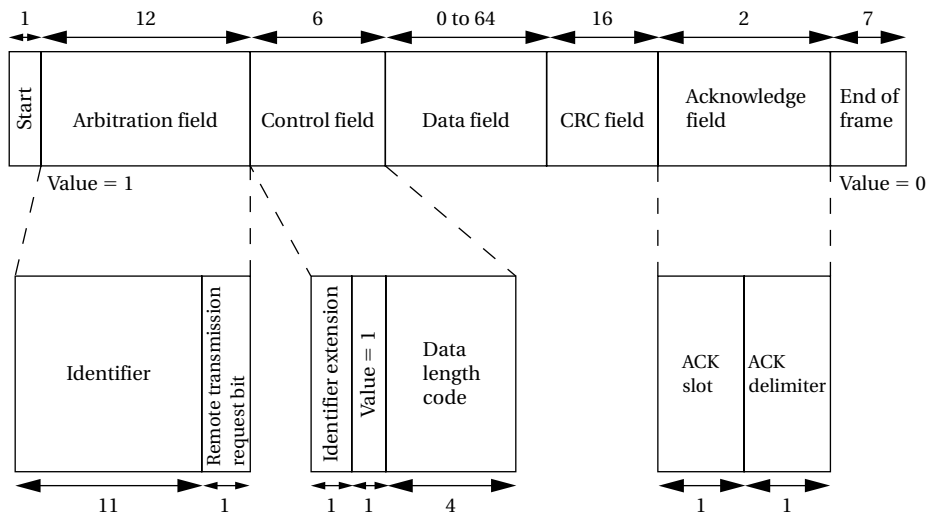 1 12 6 0 to 64 16 2 7
Start
Arbitration field
Control field
Data field
CRC field
Acknowledge
field
End of
frame
Value = 1
Value = 0
Identifier
Remote transmission
request bit
Identifier extension
Value = 1
Data
length
code
ACK
slot
ACK
delimiter
11 1 1 1 4 1 1